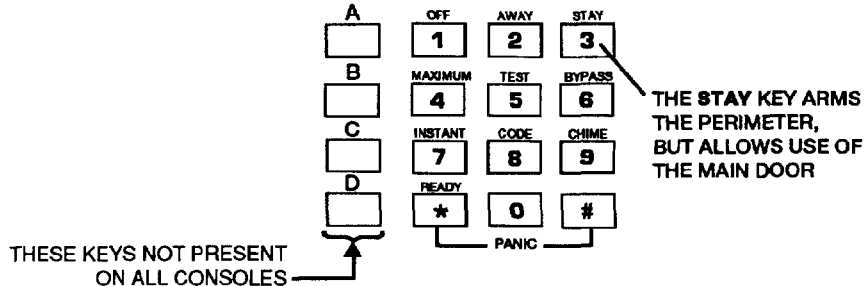 A OFF AWAY STAY
1 2 3
B MAXIMUM TEST BYPASS
4 5 6
C INSTANT CODE CHIME
7 8 9
D READY
* 0 #
PANIC
THE STAY KEY ARMS
THE PERIMETER,
BUT ALLOWS USE OF
THE MAIN DOOR
THESE KEYS NOT PRESENT
ON ALL CONSOLES